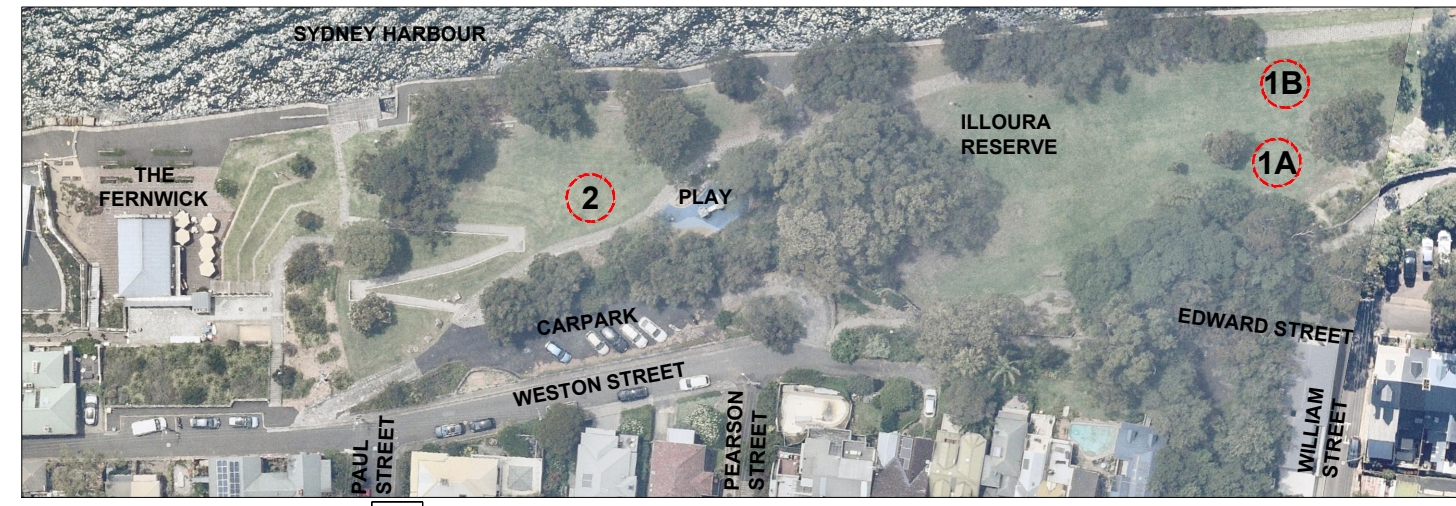 SYDNEY HARBOUR
1B
ILLOURA
RESERVE
1A
THE
FERNWICK
2
PLAY
CARPARK
EDWARD STREET
WESTON STREET
PAUL
STREET
PEARSON
STREET
WILLIAM
STREET